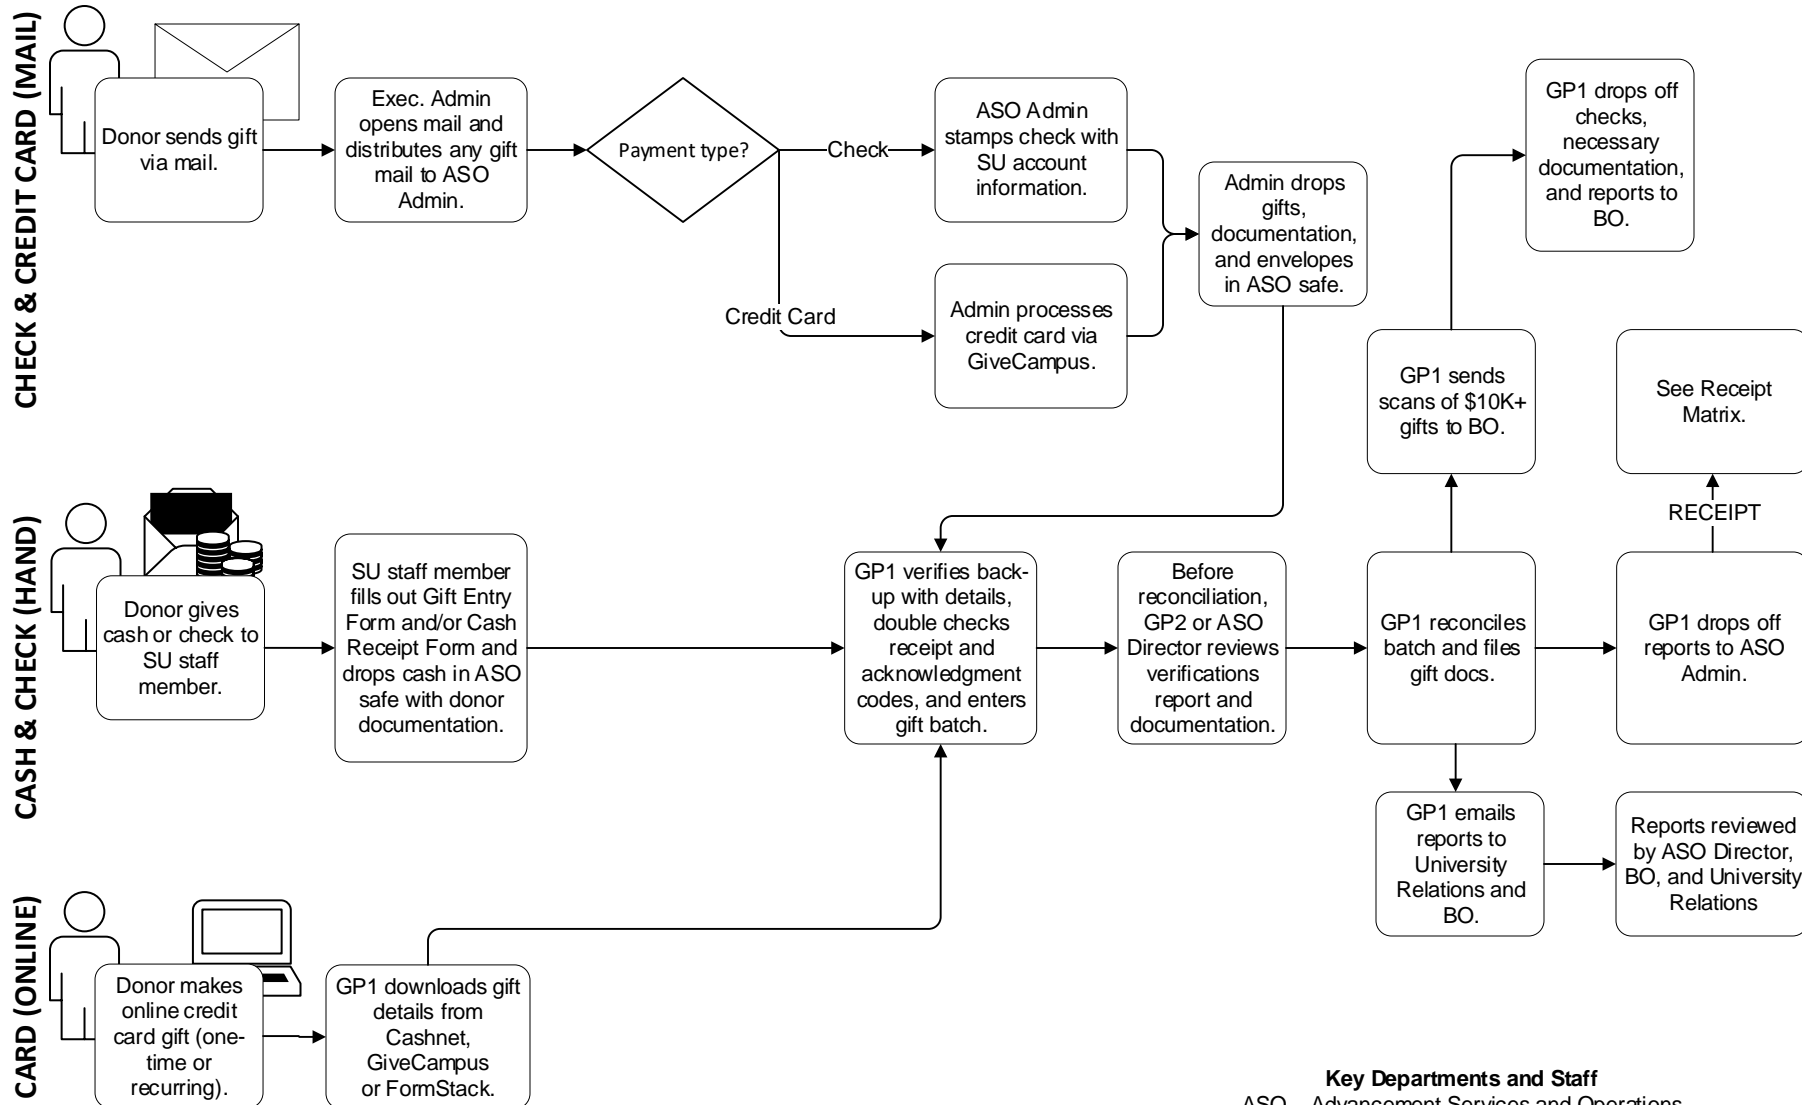 CHECK & CREDIT CARD (MAIL)
Donor sends gift
via mail.
Exec. Admin
opens mail and
distributes any gift
mail to ASO
Admin.
Payment type?
Check
Credit Card
ASO Admin
stamps check with
SU account
information.
Admin processes
credit card via
GiveCampus.
Admin drops
gifts,
documentation,
and envelopes
in ASO safe.
GP1 drops off
checks,
necessary
documentation,
and reports to
BO.
GP1 sends
scans of $10K+
gifts to BO.
See Receipt
Matrix.
RECEIPT
CASH & CHECK (HAND)
Donor gives
cash or check to
SU staff
member.
SU staff member
fills out Gift Entry
Form and/or Cash
Receipt Form and
drops cash in ASO
safe with donor
documentation.
GP1 verifies back-
up with details,
double checks
receipt and
acknowledgment
codes, and enters
gift batch.
Before
reconciliation,
GP2 or ASO
Director reviews
verifications
report and
documentation.
GP1 reconciles
batch and files
gift docs.
GP1 drops off
reports to ASO
Admin.
GP1 emails
reports to
University
Relations and
BO.
Reports reviewed
by ASO Director,
BO, and University
Relations
CARD (ONLINE)
Donor makes
online credit
card gift (one-
time or
recurring).
GP1 downloads gift
details from
Cashnet,
GiveCampus
or FormStack.
Key Departments and Staff
ASO – Advancement Services and Operations